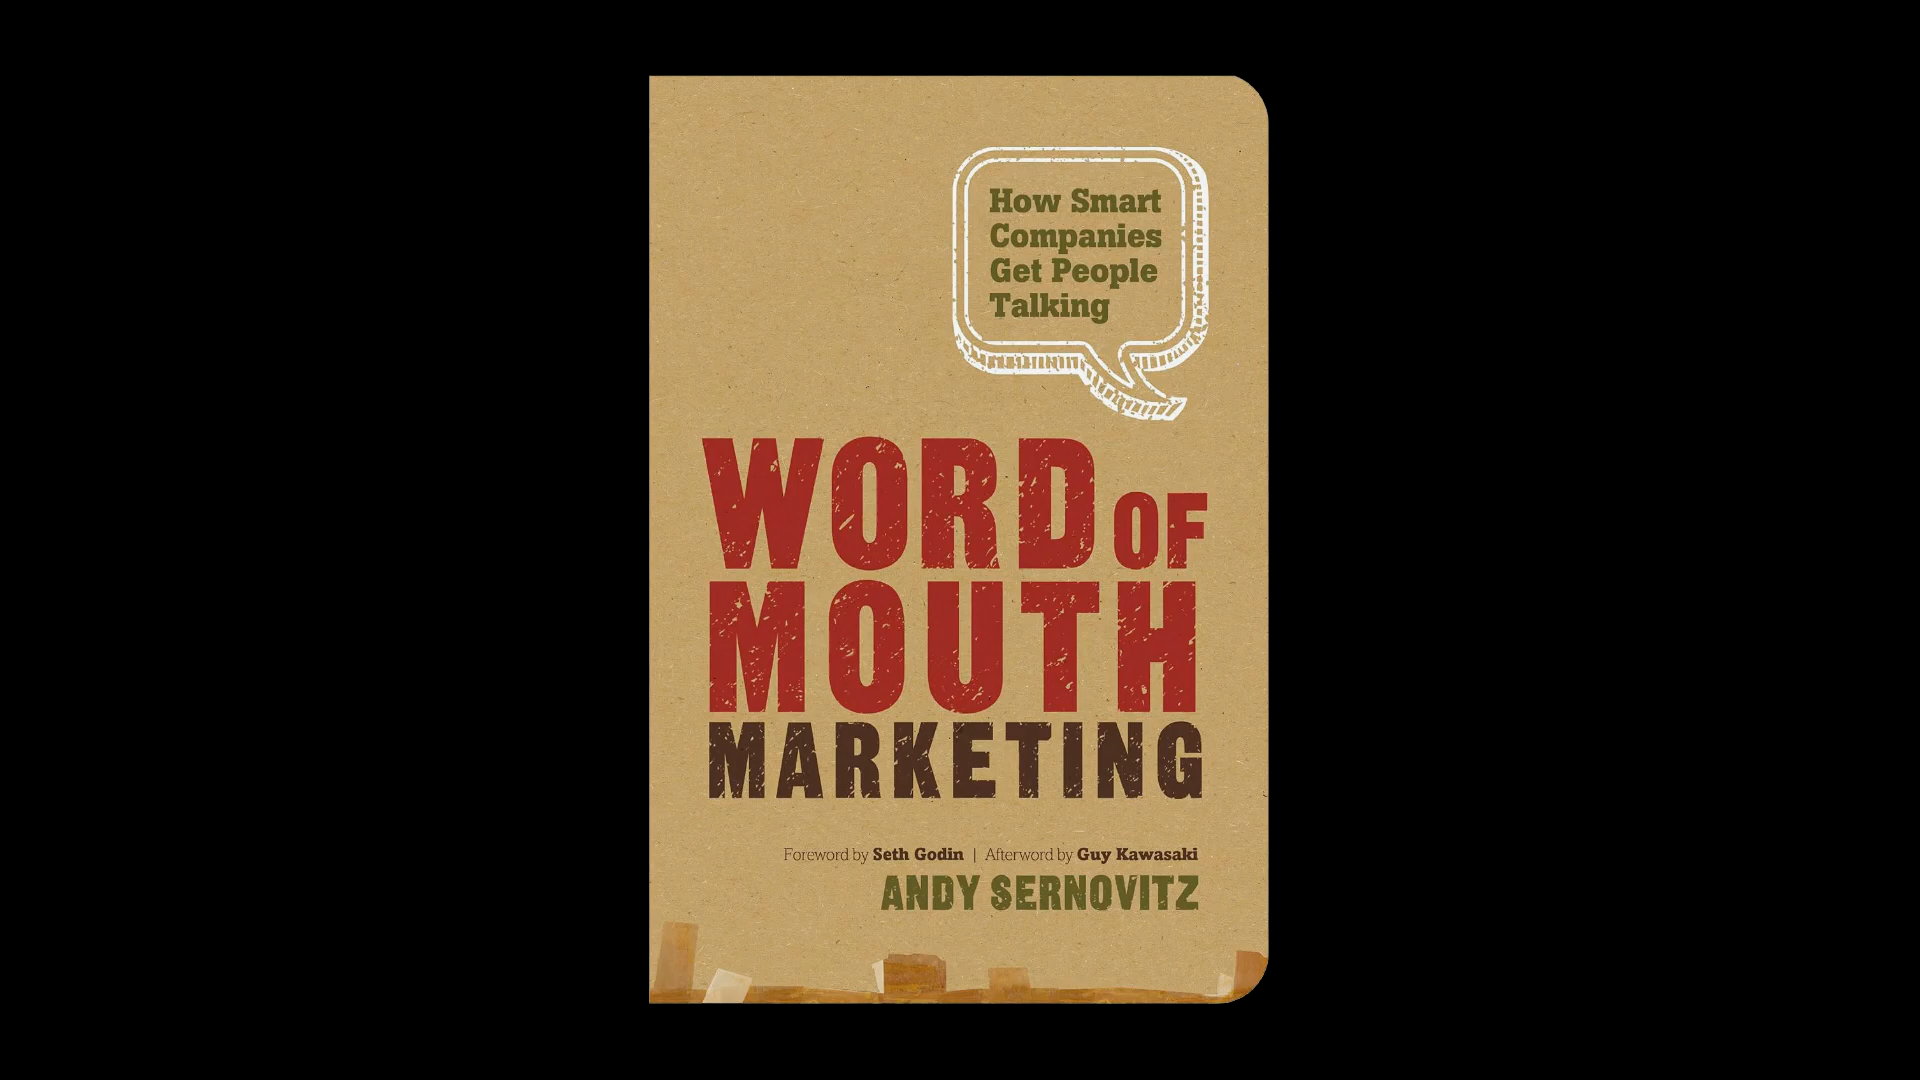 How Smart
Companies
Get People
Talking
WORD OF
MOUTH
MARKETING
Foreword by Seth Godin | Afterword by Guy Kawasaki
ANDY SERNOVITZ